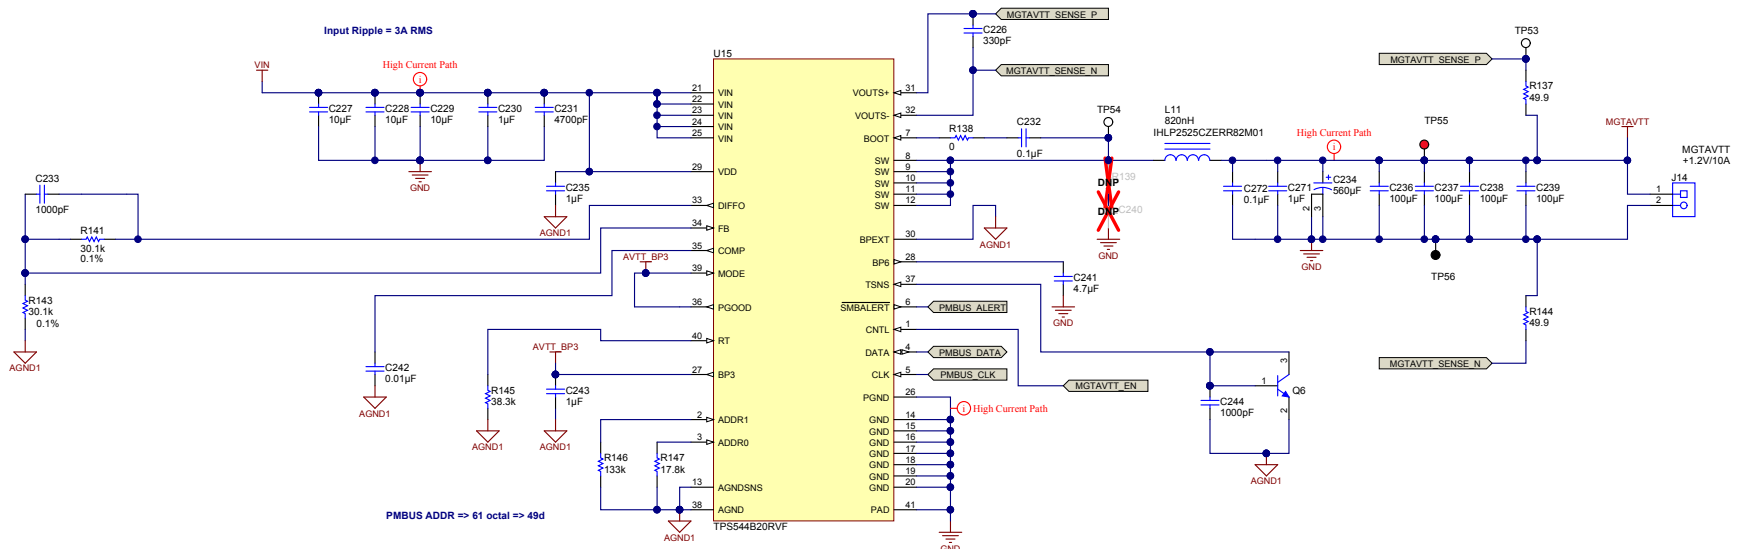 Input Ripple = 3A RMS
VIN
High Current Path
i
C227
10µF
C228
10µF
C229
10µF
C230
1µF
C231
4700pF
GND
C235
1µF
AGND1
C233
1000pF
R141
30.1k
0.1%
R143
30.1k
0.1%
AGND1
AVTT_BP3
C242
0.01µF
AGND1
R145
38.3k
AGND1
AVTT_BP3
C243
1µF
AGND1
R146
133k
R147
17.8k
AGND1
PMBUS ADDR => 61 octal => 49d
U15
21 VIN
22 VIN
23 VIN
24 VIN
25 VIN
29 VDD
33 DIFFO
34 FB
35 COMP
39 MODE
36 PGOOD
40 RT
27 BP3
2 ADDR1
3 ADDR0
13 AGNDSNS
38 AGND
VOUTS+ 31
VOUTS- 32
BOOT 7
SW 8
SW 9
SW 10
SW 11
SW 12
BPEXT 30
BP6 28
TSNS 37
SMBALERT 6
CNTL 1
DATA 4
CLK 5
PGND 26
GND 14
GND 15
GND 16
GND 17
GND 18
GND 19
GND 20
PAD 41
TPS544B20RVF
MGTAVTT_SENSE_P
C226
330pF
MGTAVTT_SENSE_N
R138
0
C232
0.1µF
TP54
L11
820nH
IHLP2525CZERR82M01
DNP
R139
DNP
C240
GND
AGND1
C241
4.7µF
GND
PMBUS_ALERT
PMBUS_DATA
PMBUS_CLK
MGTAVTT_EN
i
High Current Path
GND
C244
1000pF
1
3
2
Q6
AGND1
High Current Path
i
C272
0.1µF
C271
1µF
+
C234
560µF
2
3
C236
100µF
C237
100µF
C238
100µF
C239
100µF
GND
TP55
TP56
TP53
MGTAVTT_SENSE_P
R137
49.9
R144
49.9
MGTAVTT_SENSE_N
MGTAVTT
MGTAVTT
+1.2V/10A
J14
1
2